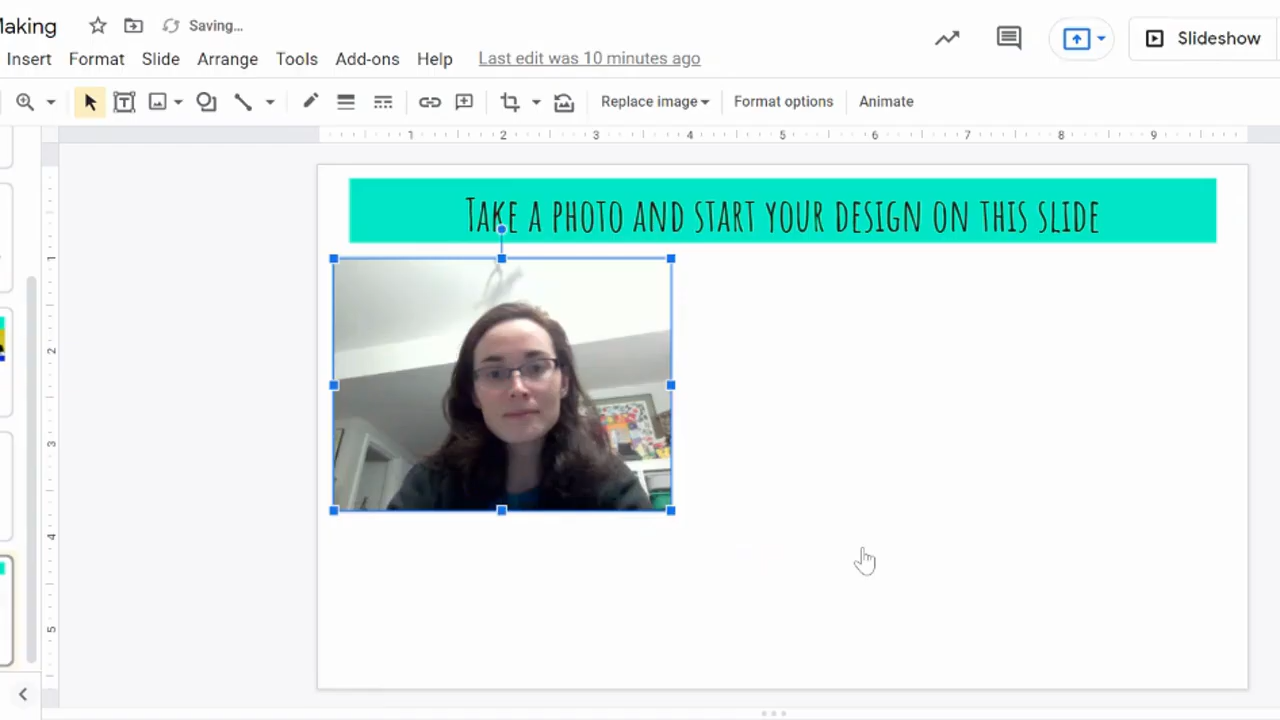 Making Saving...
Insert Format Slide Arrange Tools Add-ons Help Last edit was 10 minutes ago
Slideshow
Replace image Format options Animate
1 2 3 4 5 6 7 8 9
TAKE A PHOTO AND START YOUR DESIGN ON THIS SLIDE
1
2
3
4
5